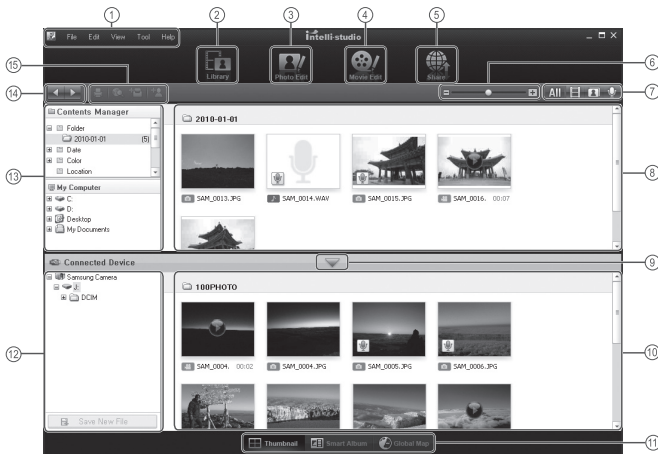 1 2 3 4 5
File Edit View Tool Help
intelli-studio
Library Photo Edit Movie Edit Share
15 6
14 All 7
Contents Manager
Folder
2010-01-01 (5)
Date
Color
Location
2010-01-01
SAM_0013.JPG SAM_0014.WAV SAM_0015.JPG SAM_0016. 00:07
13 8
My Computer
C:
D:
Desktop
My Documents
Connected Device 9
Samsung Camera
J:
DCIM
100PHOTO
SAM_0004. 00:02 SAM_0004.JPG SAM_0005.JPG SAM_0006.JPG
12 10
Save New File
Thumbnail Smart Album Global Map 11